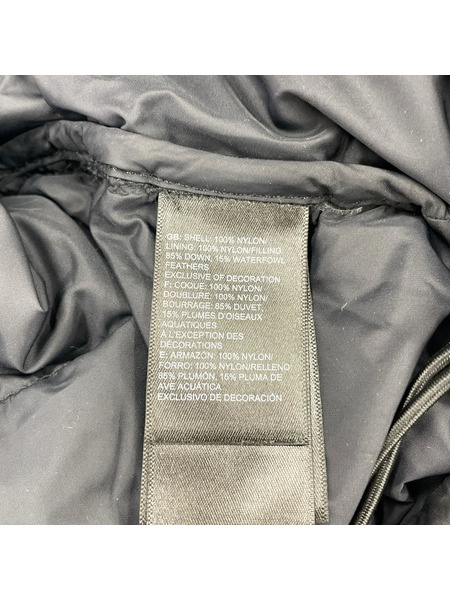 GB: SHELL: 100% NYLON/
LINING: 100% NYLON/FILLING
85% DOWN, 15% WATERFOWL
FEATHERS
EXCLUSIVE OF DECORATION
F: COQUE: 100% NYLON/
DOUBLURE: 100% NYLON/
BOURRAGE: 85% DUVET,
15% PLUMES D'OISEAUX
AQUATIQUES
À L'EXCEPTION DES
DÉCORATIONS
E: ARMAZÓN: 100% NYLON/
FORRO: 100% NYLON/RELLENO
85% PLUMÓN, 15% PLUMA DE
AVE ACUÁTICA
EXCLUSIVO DE DECORACIÓN